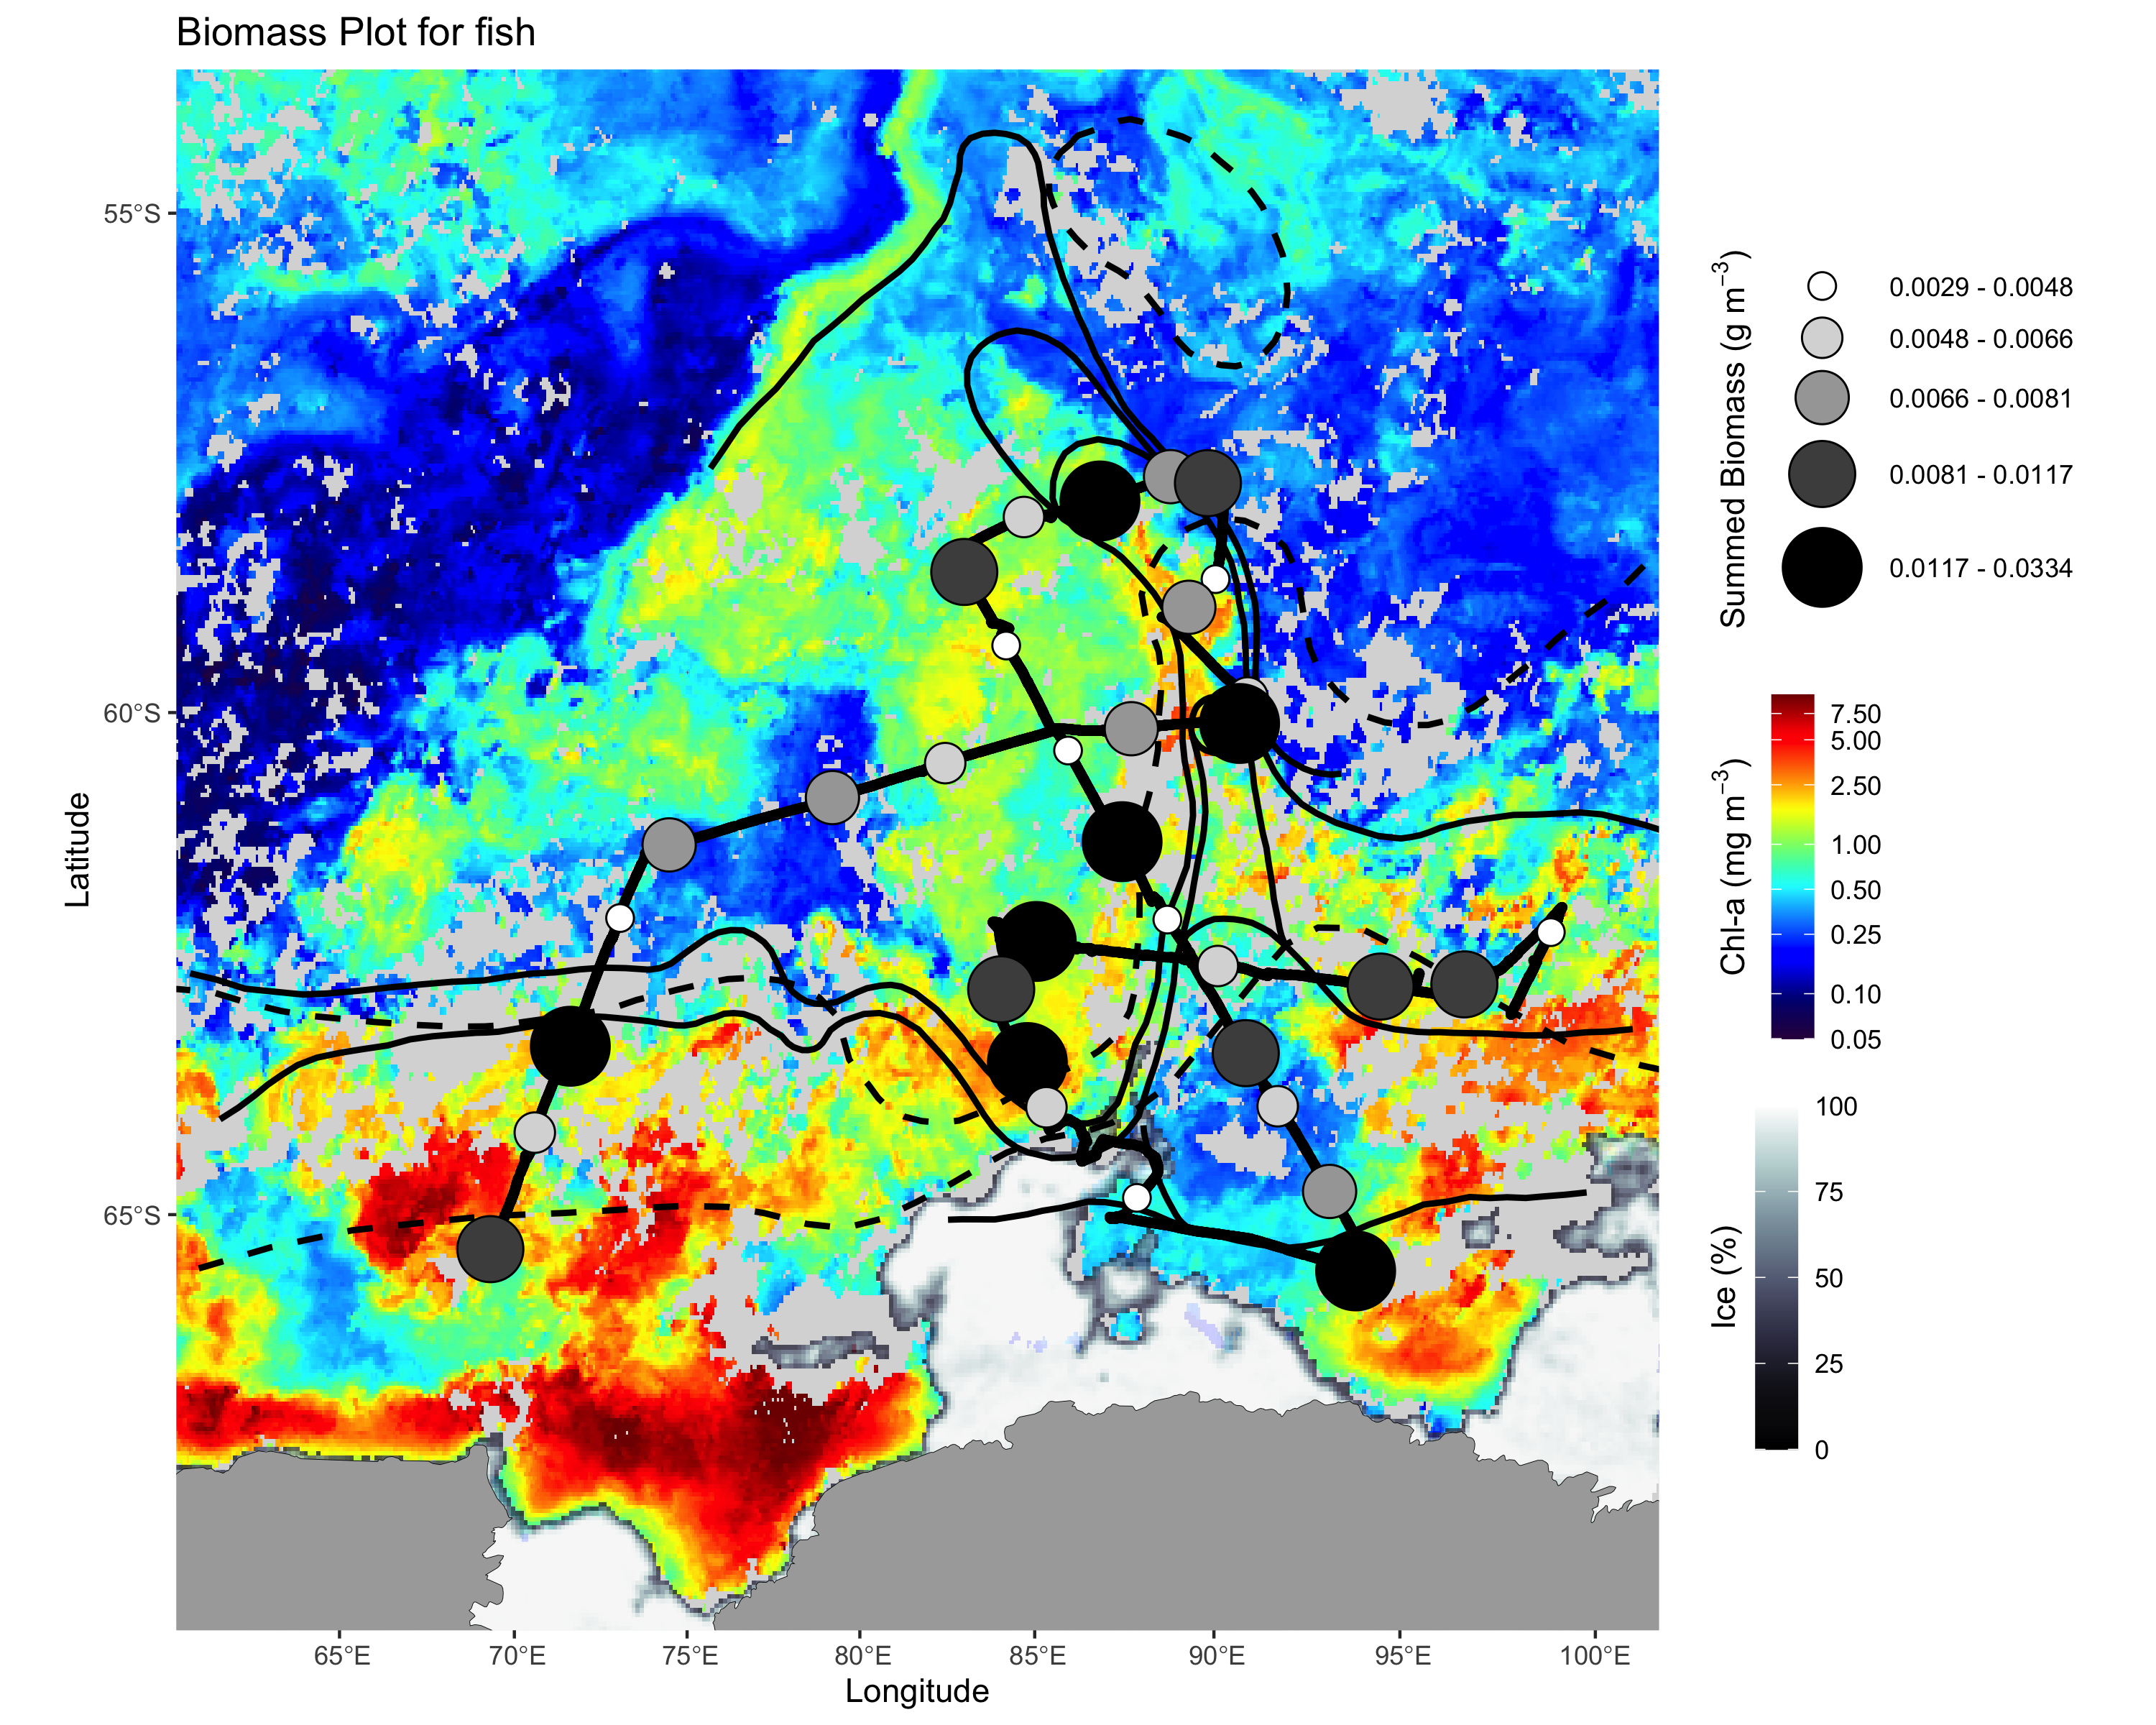 Biomass Plot for fish
55°S
60°S
65°S
Latitude
65°E 70°E 75°E 80°E 85°E 90°E 95°E 100°E
Longitude
Summed Biomass (g m⁻³)
0.0029 - 0.0048
0.0048 - 0.0066
0.0066 - 0.0081
0.0081 - 0.0117
0.0117 - 0.0334
Chl-a (mg m⁻³)
7.50
5.00
2.50
1.00
0.50
0.25
0.10
0.05
Ice (%)
100
75
50
25
0